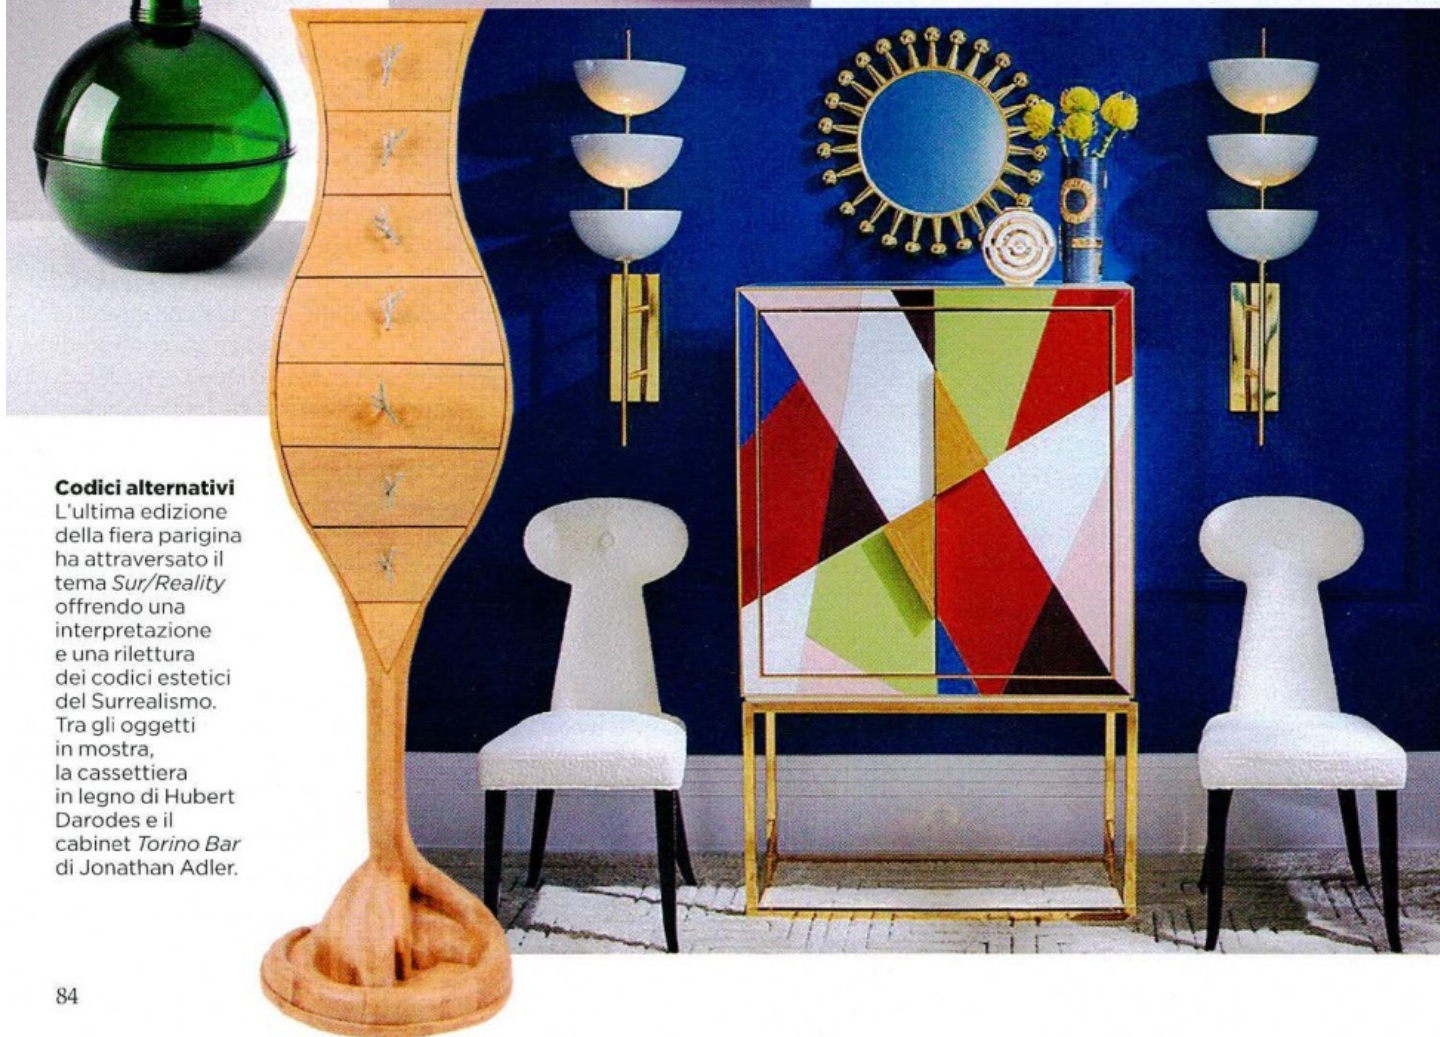 Codici alternativi
L'ultima edizione
della fiera parigina
ha attraversato il
tema Sur/Reality
offrendo una
interpretazione
e una rilettura
dei codici estetici
del Surrealismo.
Tra gli oggetti
in mostra,
la cassettiera
in legno di Hubert
Darodes e il
cabinet Torino Bar
di Jonathan Adler.
84